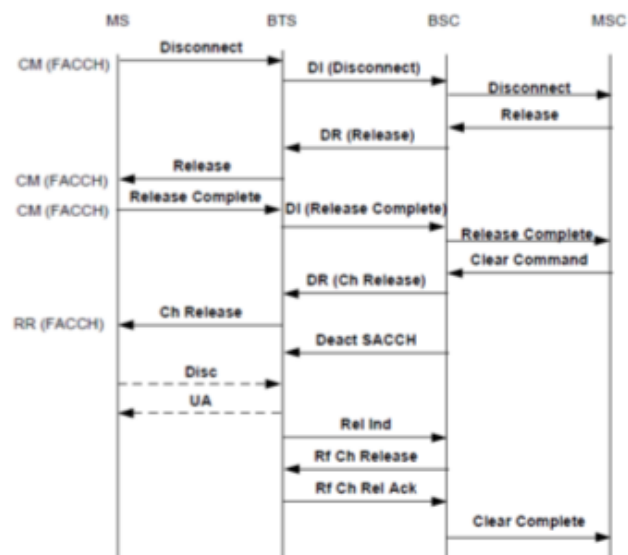 MS BTS BSC MSC
Disconnect
CM (FACCH)
DI (Disconnect)
Disconnect
Release
DR (Release)
Release
CM (FACCH)
Release Complete
CM (FACCH)
DI (Release Complete)
Release Complete
Clear Command
DR (Ch Release)
Ch Release
RR (FACCH)
Deact SACCH
Disc
UA
Rel Ind
Rf Ch Release
Rf Ch Rel Ack
Clear Complete